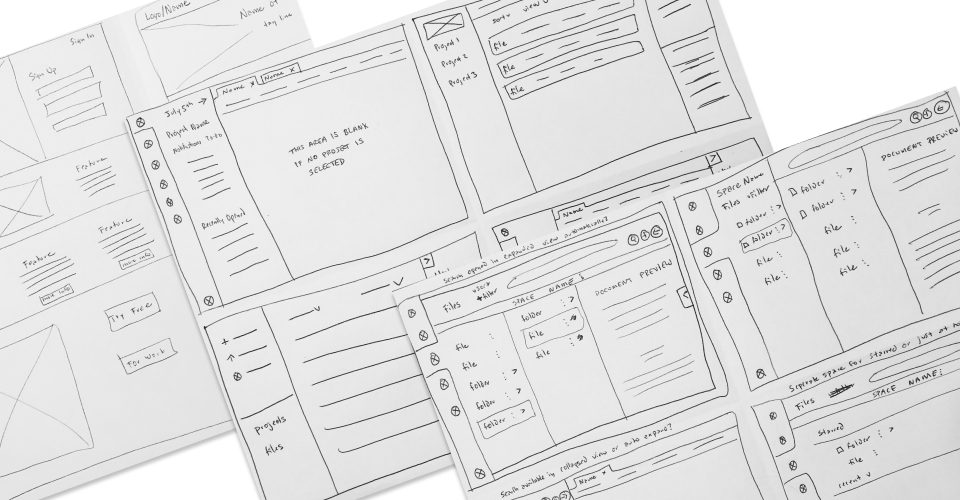 Logo/Name
Name of
tag line
Sign In
Sign Up
Feature
Feature
Feature
more info
more info
Try Free
For work
July 5th →
Project Name
Recently Opened
Name x
Name x
THIS AREA IS BLANK
IF NO PROJECT IS
SELECTED
Project 1
Project 2
Project 3
sort
view
file
file
file
+
projects
files
Name
Search opened in expanded view automatically?
Files
+ filter
SPACE NAME
DOCUMENT PREVIEW
file
file
folder
folder
folder
folder
file
file
Search available in collapsed view or auto expand?
Name x
SPACE Name
Files +Filter
folder
folder
file
file
folder
folder
file
file
file
DOCUMENT PREVIEW
Separate space for starred or just at
Files
SPACE NAME:
starred
folder
file
recent v